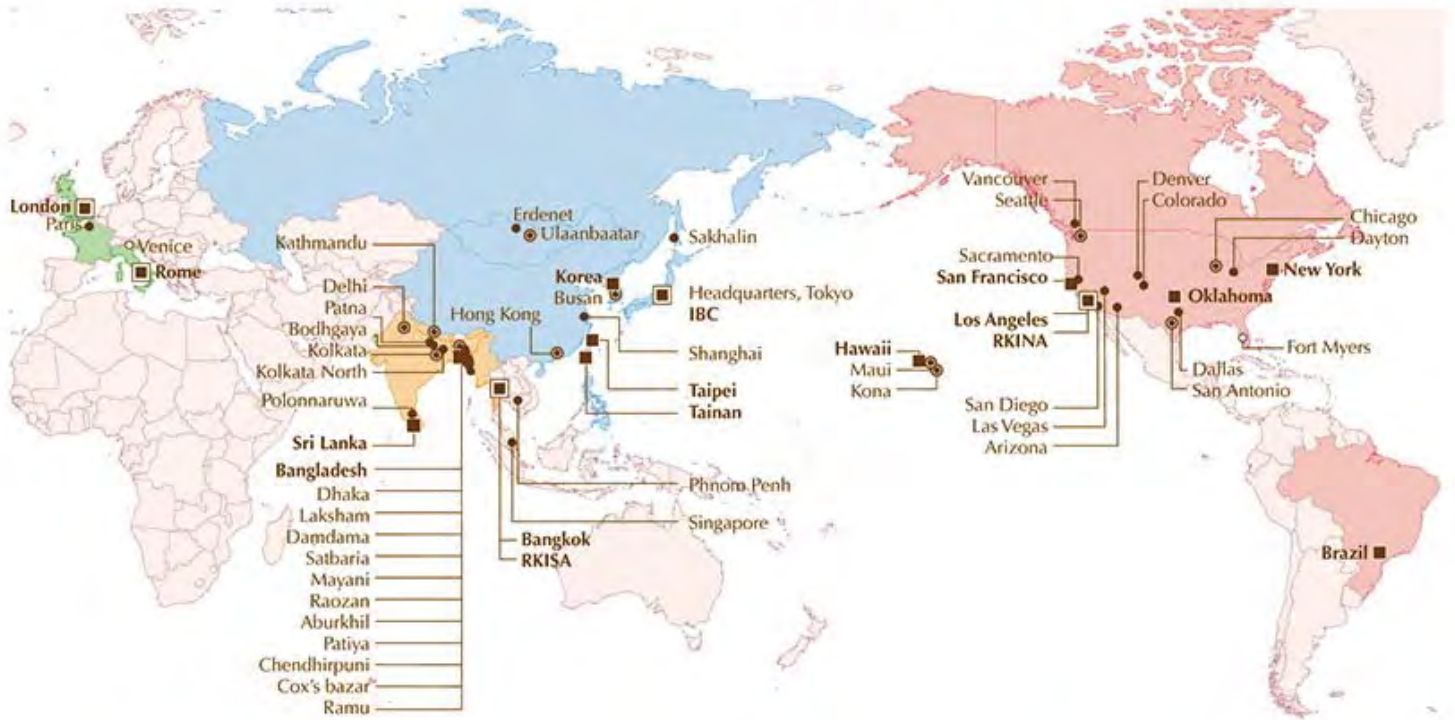 London
Paris
Venice
Rome
Kathmandu
Delhi
Patna
Bodhgaya
Kolkata
Kolkata North
Polonnaruwa
Sri Lanka
Bangladesh
Dhaka
Laksham
Damdama
Satbaria
Mayani
Raozan
Aburkhil
Patiya
Chendhirpuni
Cox's bazar
Ramu
Erdenet
Ulaanbaatar
Sakhalin
Korea
Busan
Headquarters, Tokyo
IBC
Hong Kong
Shanghai
Taipei
Tainan
Phnom Penh
Singapore
Bangkok
RKISA
Hawaii
Maui
Kona
Vancouver
Seattle
Sacramento
San Francisco
Los Angeles
RKINA
San Diego
Las Vegas
Arizona
Denver
Colorado
Chicago
Dayton
New York
Oklahoma
Fort Myers
Dallas
San Antonio
Brazil